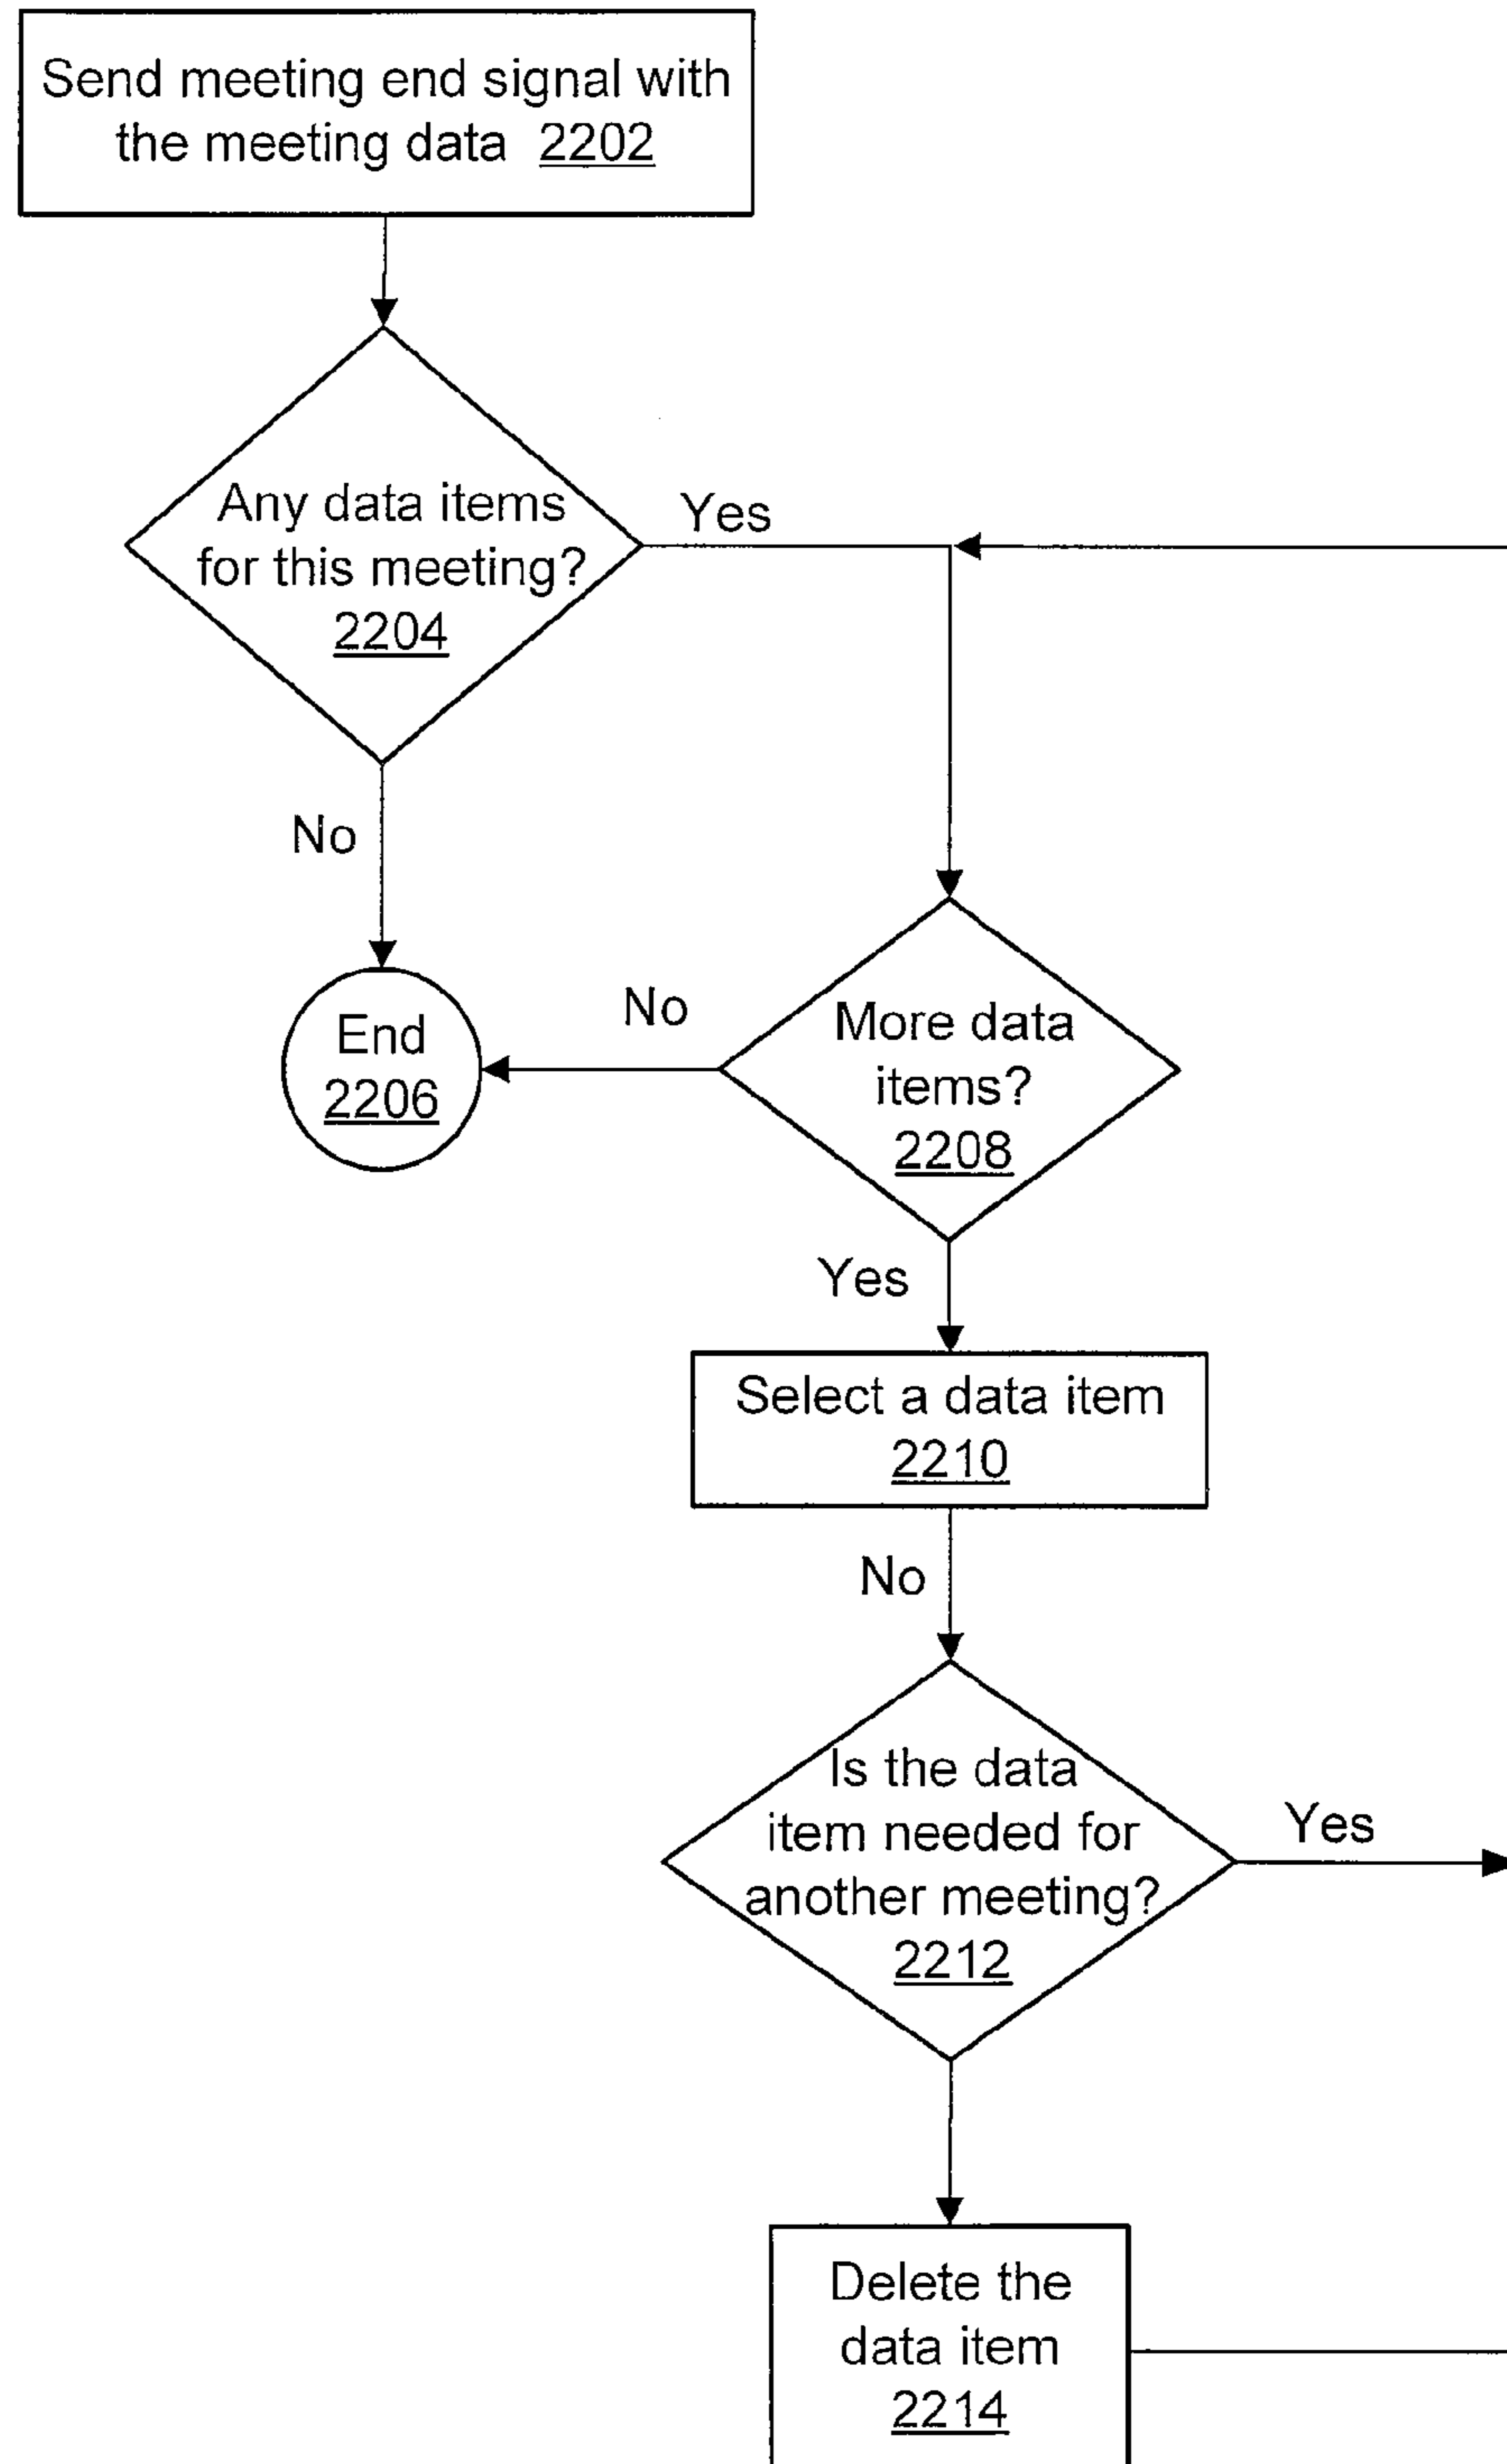 Send meeting end signal with
the meeting data 2202
Any data items
for this meeting?
2204
Yes
No
End
2206
No
More data
items?
2208
Yes
Select a data item
2210
No
Is the data
item needed for
another meeting?
2212
Yes
Delete the
data item
2214